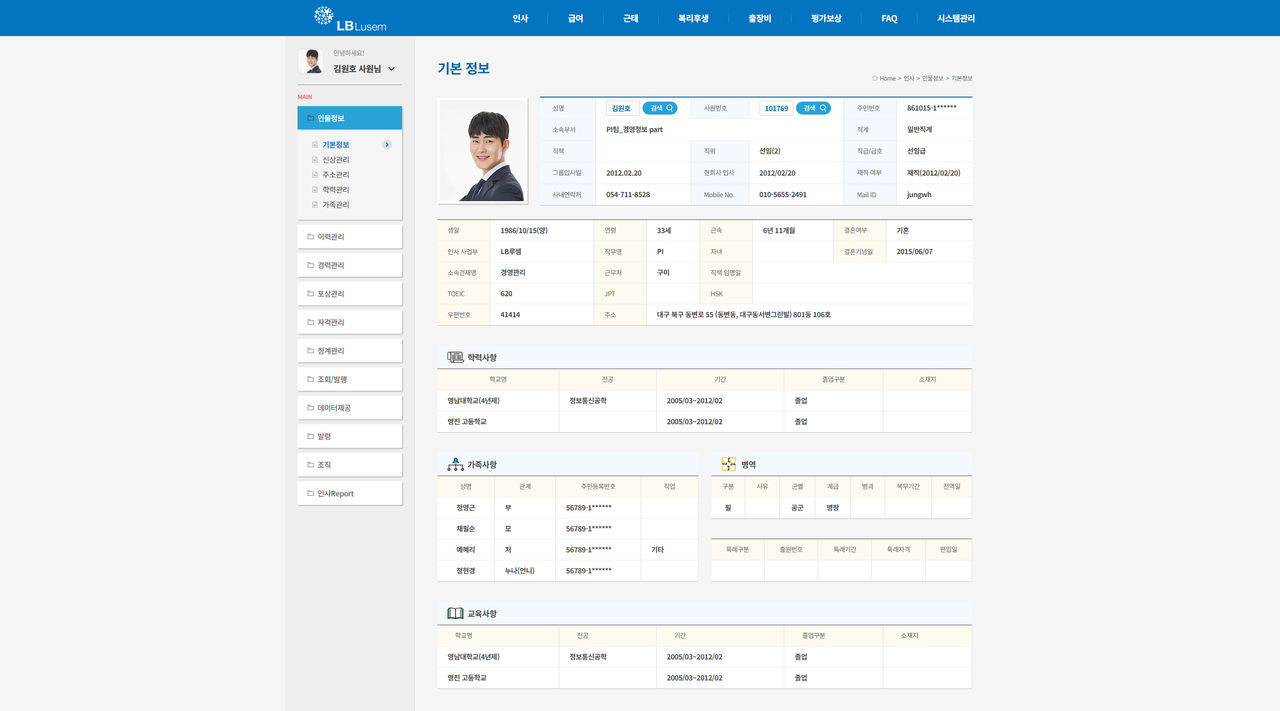 LB Lusem
인사 급여 근태 복리후생 출장비 평가보상 FAQ 시스템관리
안녕하세요!
김원호 사원님
MAIN
인물정보
기본정보
신상관리
주소관리
학력관리
가족관리
이력관리
경력관리
포상관리
자격관리
징계관리
조회/발행
데이터제공
발령
조직
인사Report
기본 정보
Home > 인사 > 인물정보 > 기본정보
성명 김원호 검색 사원번호 101769 검색 주민번호 861015-1******
소속부서 PI팀_경영정보 part 직계 일반직계
직책 직위 선임(2) 직급/급호 선임급
그룹입사일 2012.02.20 현회사 입사 2012/02/20 재직 여부 재직(2012/02/20)
사내연락처 054-711-8528 Mobile No. 010-5655-2491 Mail ID jungwh
생일 1986/10/15(양) 연령 33세 근속 6년 11개월 결혼여부 기혼
인사 사업부 LB루셈 직무명 PI 자녀 결혼기념일 2015/06/07
소속건재명 경영관리 근무처 구미 직책 임명일
TOEIC 620 JPT HSK
우편번호 41414 주소 대구 북구 동변로 55 (동변동, 대구동서변그린빌) 801동 106호
학력사항
학교명 전공 기간 졸업구분 소재지
영남대학교(4년제) 정보통신공학 2005/03~2012/02 졸업
영진 고등학교 2005/03~2012/02 졸업
가족사항
성명 관계 주민등록번호 직업
정영근 부 56789-1******
채필순 모 56789-1******
예혜리 처 56789-1****** 기타
정현경 누나(언니) 56789-1******
병역
구분 사유 군별 계급 병과 복무기간 전역일
필 공군 병장
특례구분 출원번호 특례기간 특례자격 편입일
교육사항
학교명 전공 기간 졸업구분 소재지
영남대학교(4년제) 정보통신공학 2005/03~2012/02 졸업
영진 고등학교 2005/03~2012/02 졸업